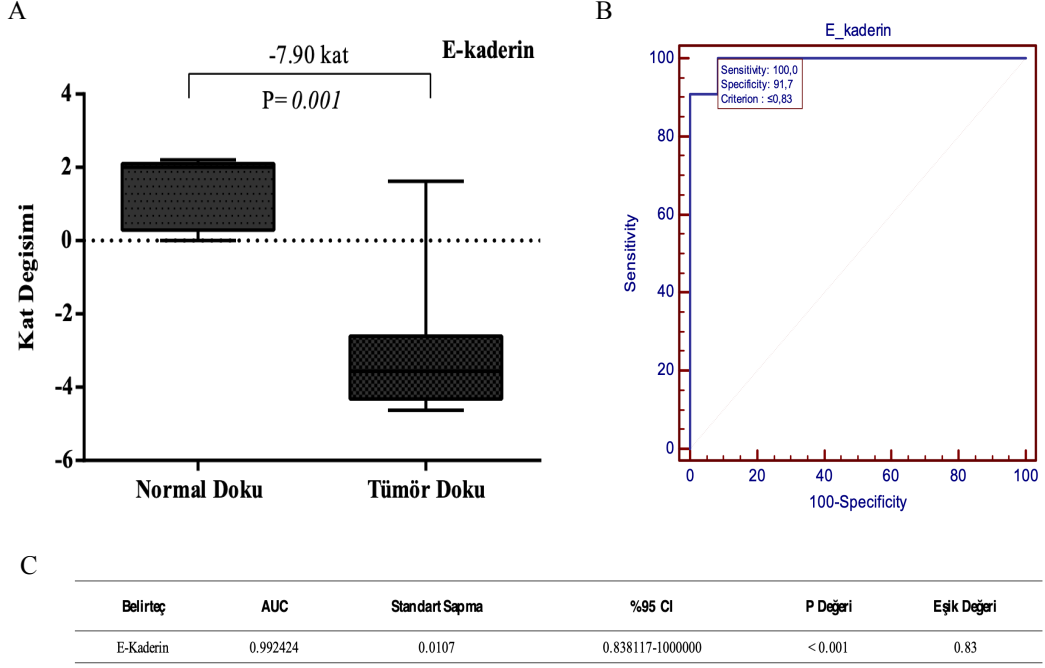 A
-7.90 kat
E-kaderin
P= 0.001
Kat Degisimi
4
2
0
-2
-4
-6
Normal Doku
Tümör Doku
B
E_kaderin
Sensitivity: 100,0
Specificity: 91,7
Criterion : ≤0,83
Sensitivity
100
80
60
40
20
0
0 20 40 60 80 100
100-Specificity
C
Belirteç AUC Standart Sapma %95 CI P Değeri Eşik Değeri
E-Kaderin 0.992424 0.0107 0.838117-1000000 < 0.001 0.83